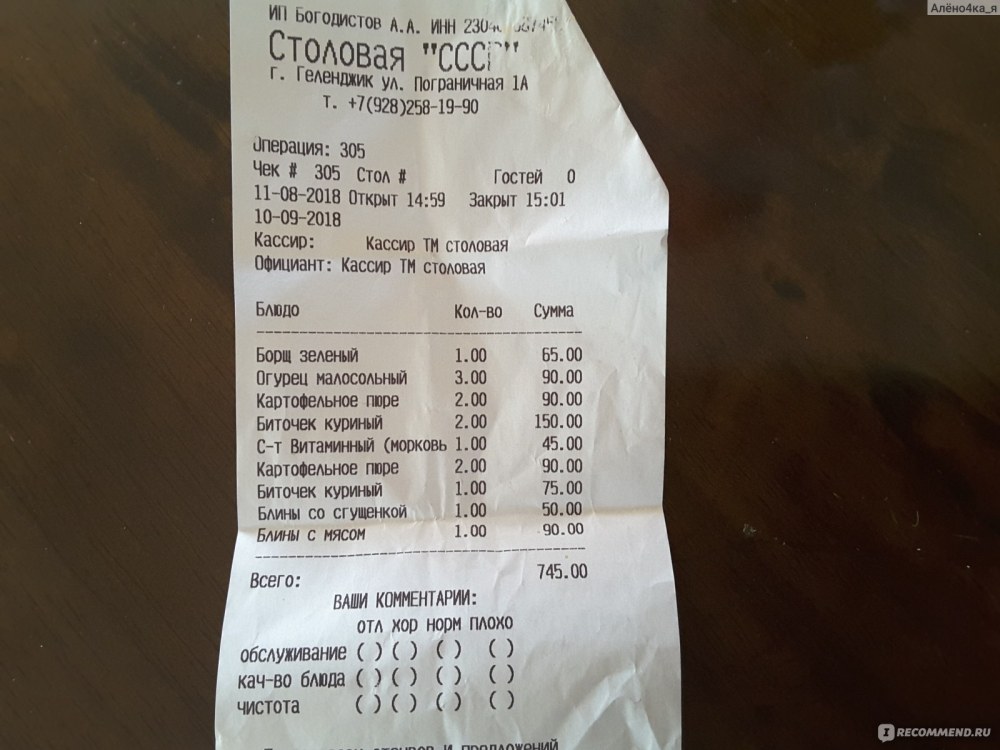 Алёно4ка_я
ИП Богодистов А.А. ИНН
Столовая "СССР"
г. Геленджик ул. Пограничная 1А
т. +7(928)258-19-90
Операция: 305
Чек # 305 Стол # Гостей 0
11-08-2018 Открыт 14:59 Закрыт 15:01
10-09-2018
Кассир: Кассир ТМ столовая
Официант: Кассир ТМ столовая
Блюдо Кол-во Сумма
Борщ зеленый 1.00 65.00
Огурец малосольный 3.00 90.00
Картофельное пюре 2.00 90.00
Биточек куриный 2.00 150.00
С-т Витаминный (морковь 1.00 45.00
Картофельное пюре 2.00 90.00
Биточек куриный 1.00 75.00
Блины со сгущенкой 1.00 50.00
Блины с мясом 1.00 90.00
Всего: 745.00
ВАШИ КОММЕНТАРИИ:
отл хор норм плохо
обслуживание ( ) ( ) ( ) ( )
кач-во блюда ( ) ( ) ( ) ( )
чистота ( ) ( ) ( ) ( )
и предложений
IRECOMMEND.RU